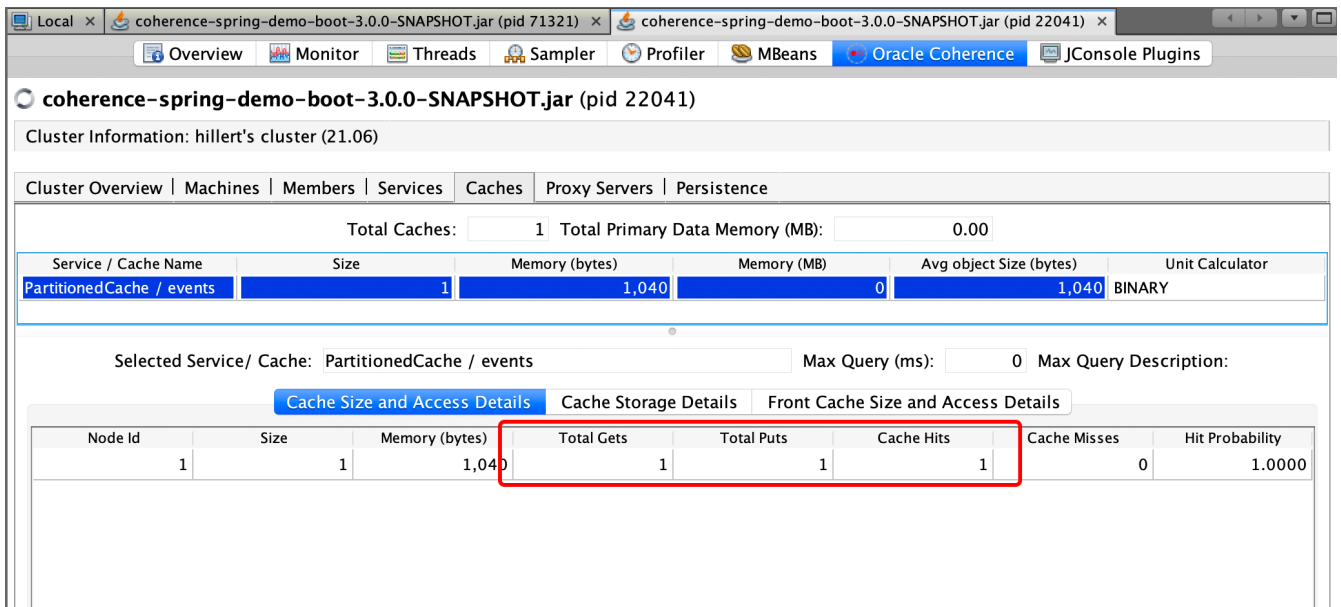 Local × coherence-spring-demo-boot-3.0.0-SNAPSHOT.jar (pid 71321) × coherence-spring-demo-boot-3.0.0-SNAPSHOT.jar (pid 22041) ×
Overview Monitor Threads Sampler Profiler MBeans Oracle Coherence JConsole Plugins
coherence-spring-demo-boot-3.0.0-SNAPSHOT.jar (pid 22041)
Cluster Information: hillert's cluster (21.06)
Cluster Overview | Machines | Members | Services Caches Proxy Servers | Persistence
Total Caches: 1 Total Primary Data Memory (MB): 0.00
Service / Cache Name Size Memory (bytes) Memory (MB) Avg object Size (bytes) Unit Calculator
PartitionedCache / events 1 1,040 0 1,040 BINARY
Selected Service/ Cache: PartitionedCache / events Max Query (ms): 0 Max Query Description:
Cache Size and Access Details Cache Storage Details Front Cache Size and Access Details
Node Id Size Memory (bytes) Total Gets Total Puts Cache Hits Cache Misses Hit Probability
1 1 1,040 1 1 1 0 1.0000